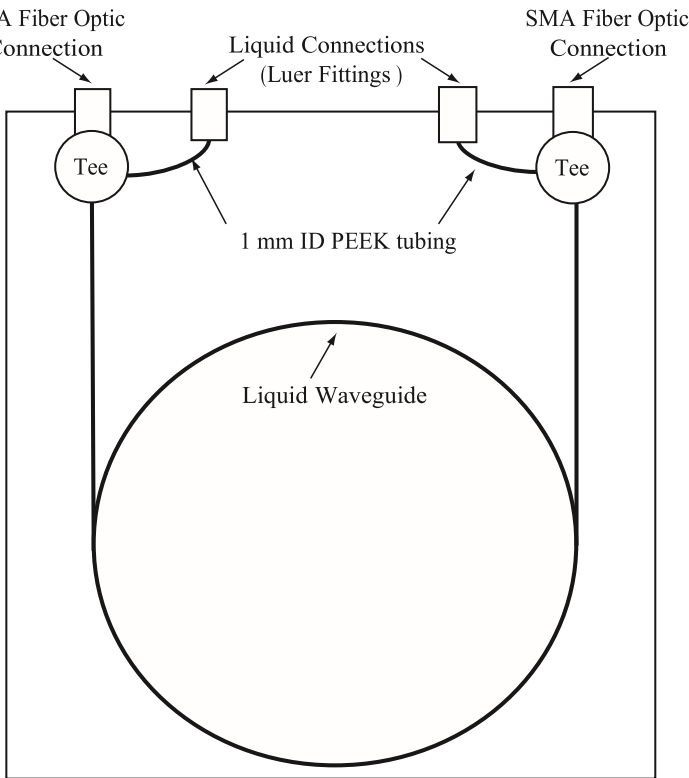 A Fiber Optic
Connection
Liquid Connections
(Luer Fittings )
SMA Fiber Optic
Connection
Tee
Tee
1 mm ID PEEK tubing
Liquid Waveguide